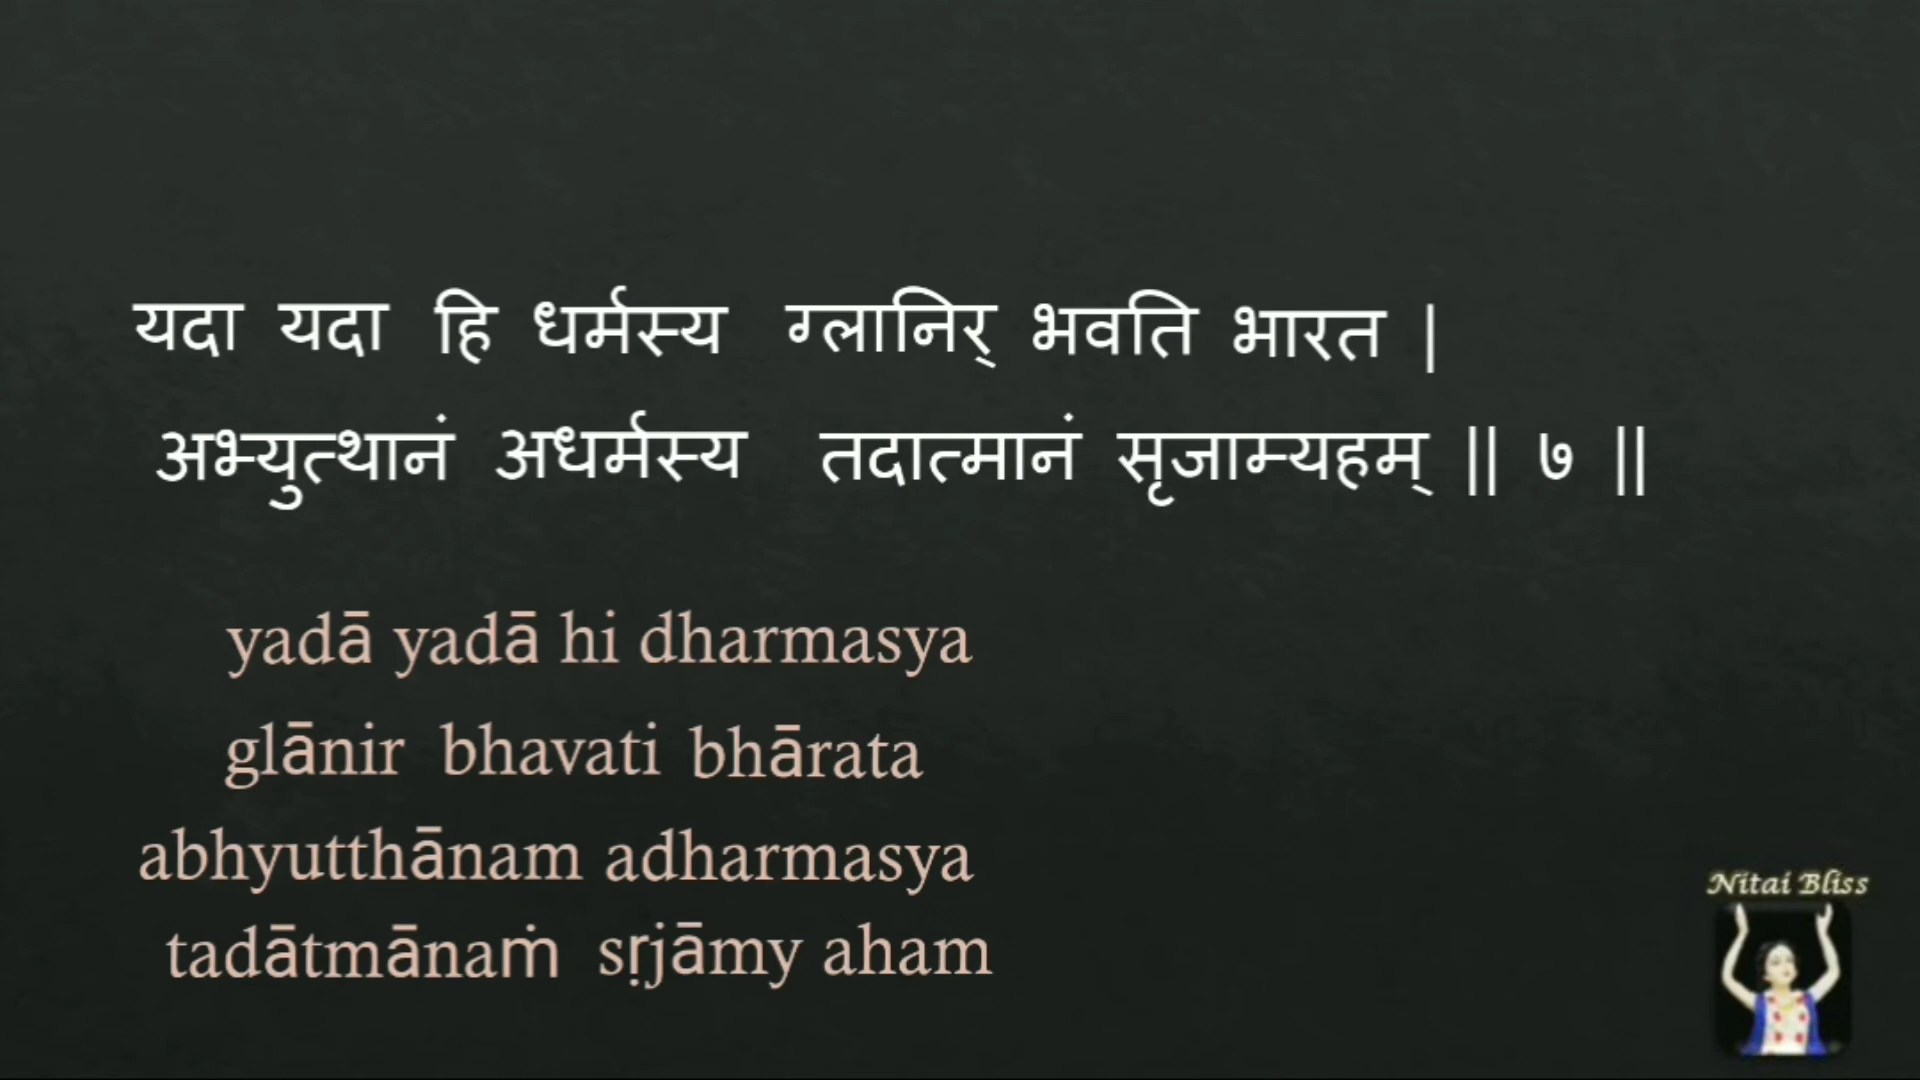 यदा यदा हि धर्मस्य ग्लानिर् भवति भारत |
अभ्युत्थानं अधर्मस्य तदात्मानं सृजाम्यहम् || ७ ||
yadā yadā hi dharmasya
glānir bhavati bhārata
abhyutthānam adharmasya
tadātmānaṁ sṛjāmy aham
Nitai Bliss